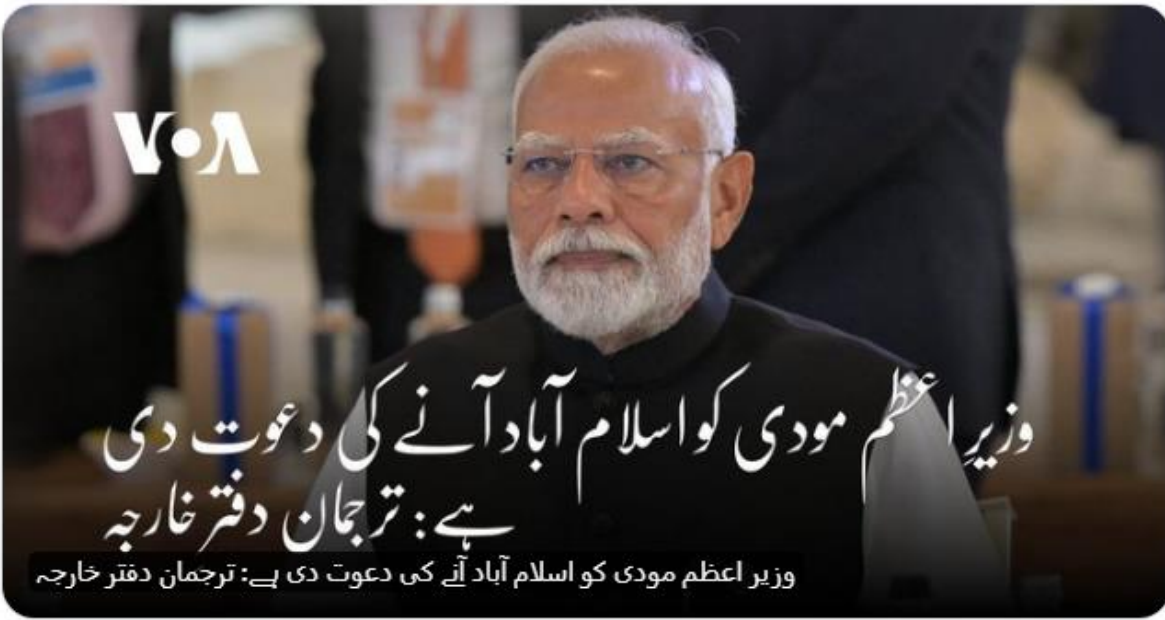 VOA
وزیرِ اعظم مودی کو اسلام آباد آنے کی دعوت دی
ہے: ترجمان دفتر خارجہ
وزیر اعظم مودی کو اسلام آباد آنے کی دعوت دی ہے: ترجمان دفتر خارجہ